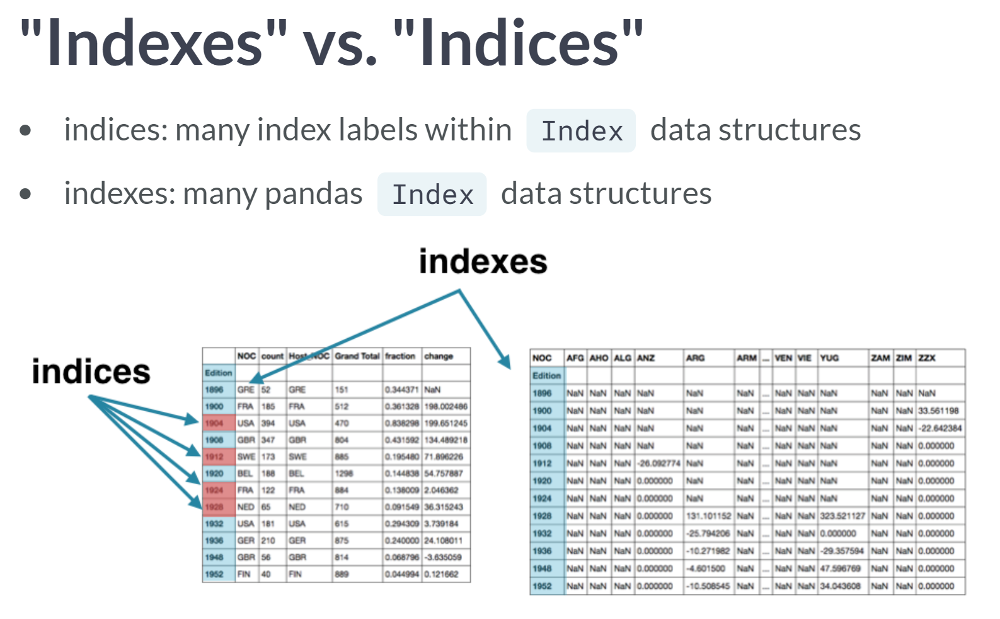 "Indexes" vs. "Indices"
• indices: many index labels within Index data structures
• indexes: many pandas Index data structures
indexes
indices
NOC count Host_NOC Grand Total fraction change
Edition
1896 GRE 52 GRE 151 0.344371 NaN
1900 FRA 185 FRA 512 0.361328 198.002486
1904 USA 394 USA 470 0.838298 199.651245
1908 GBR 347 GBR 804 0.431592 134.489218
1912 SWE 173 SWE 885 0.195480 71.896226
1920 BEL 188 BEL 1298 0.144838 54.757887
1924 FRA 122 FRA 884 0.138009 2.046362
1928 NED 65 NED 710 0.091549 36.315243
1932 USA 181 USA 615 0.294309 3.739184
1936 GER 210 GER 875 0.240000 24.108011
1948 GBR 56 GBR 814 0.068796 -3.635059
1952 FIN 40 FIN 889 0.044994 0.121662
NOC AFG AHO ALG ANZ ARG ARM ... VEN VIE YUG ZAM ZIM ZZX
Edition
1896 NaN NaN NaN NaN NaN NaN ... NaN NaN NaN NaN NaN NaN
1900 NaN NaN NaN NaN NaN NaN ... NaN NaN NaN NaN NaN 33.561198
1904 NaN NaN NaN NaN NaN NaN ... NaN NaN NaN NaN NaN -22.642384
1908 NaN NaN NaN NaN NaN NaN ... NaN NaN NaN NaN NaN 0.000000
1912 NaN NaN NaN -26.092774 NaN NaN ... NaN NaN NaN NaN NaN 0.000000
1920 NaN NaN NaN 0.000000 NaN NaN ... NaN NaN NaN NaN NaN 0.000000
1924 NaN NaN NaN 0.000000 NaN NaN ... NaN NaN NaN NaN NaN 0.000000
1928 NaN NaN NaN 0.000000 131.101152 NaN ... NaN NaN 323.521127 NaN NaN 0.000000
1932 NaN NaN NaN 0.000000 -25.794206 NaN ... NaN NaN 0.000000 NaN NaN 0.000000
1936 NaN NaN NaN 0.000000 -10.271982 NaN ... NaN NaN -29.357594 NaN NaN 0.000000
1948 NaN NaN NaN 0.000000 -4.601500 NaN ... NaN NaN 47.596769 NaN NaN 0.000000
1952 NaN NaN NaN 0.000000 -10.508545 NaN ... NaN NaN 34.043608 NaN NaN 0.000000